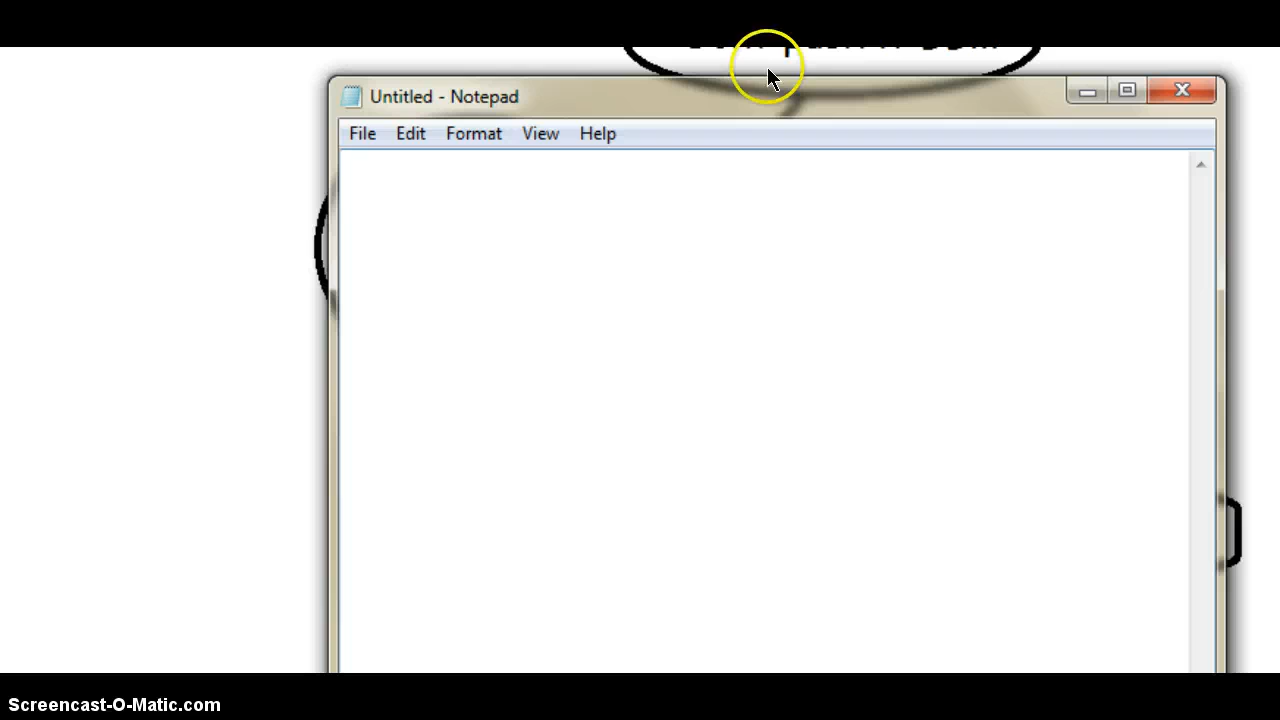 Untitled - Notepad
File Edit Format View Help
Screencast-O-Matic.com